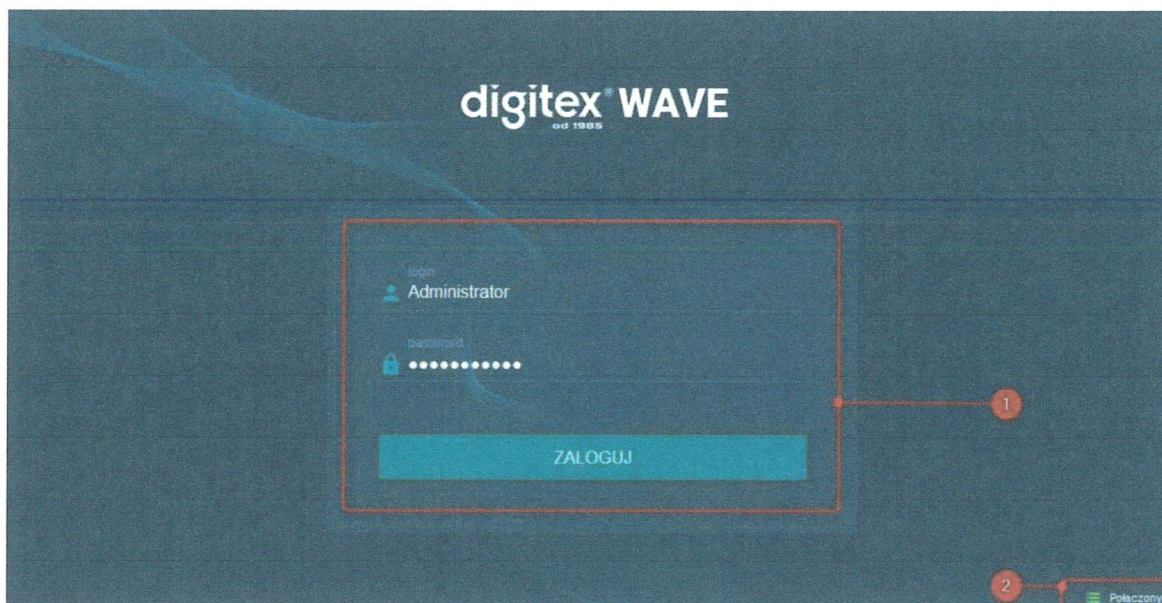 digitex® WAVE
od 1985
login
Administrator
password
●●●●●●●●●●●
1
ZALOGUJ
2
Połączony